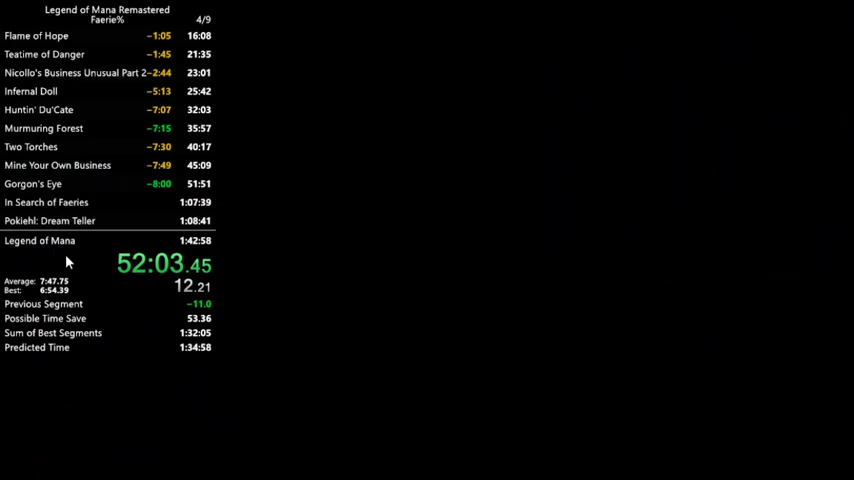 Legend of Mana Remastered
Faerie% 4/9
Flame of Hope −1:05 16:08
Teatime of Danger −1:45 21:35
Nicollo's Business Unusual Part 2 −2:44 23:01
Infernal Doll −5:13 25:42
Huntin' Du'Cate −7:07 32:03
Murmuring Forest −7:15 35:57
Two Torches −7:30 40:17
Mine Your Own Business −7:49 45:09
Gorgon's Eye −8:00 51:51
In Search of Faeries 1:07:39
Pokiehl: Dream Teller 1:08:41
Legend of Mana 1:42:58
52:03.45
Average: 7:47.75
Best: 6:54.39
12.21
Previous Segment −11.0
Possible Time Save 53.36
Sum of Best Segments 1:32:05
Predicted Time 1:34:58